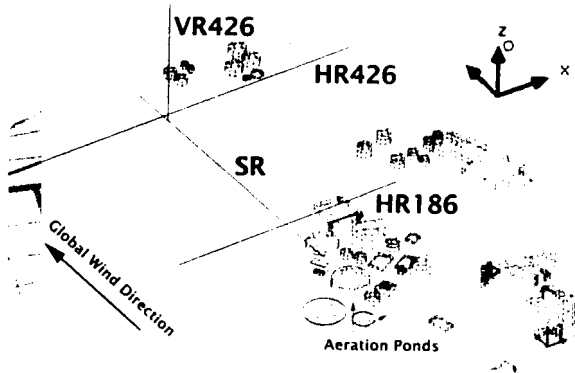 VR426
z
HR426
x
SR
HR186
Global Wind Direction
Aeration Ponds